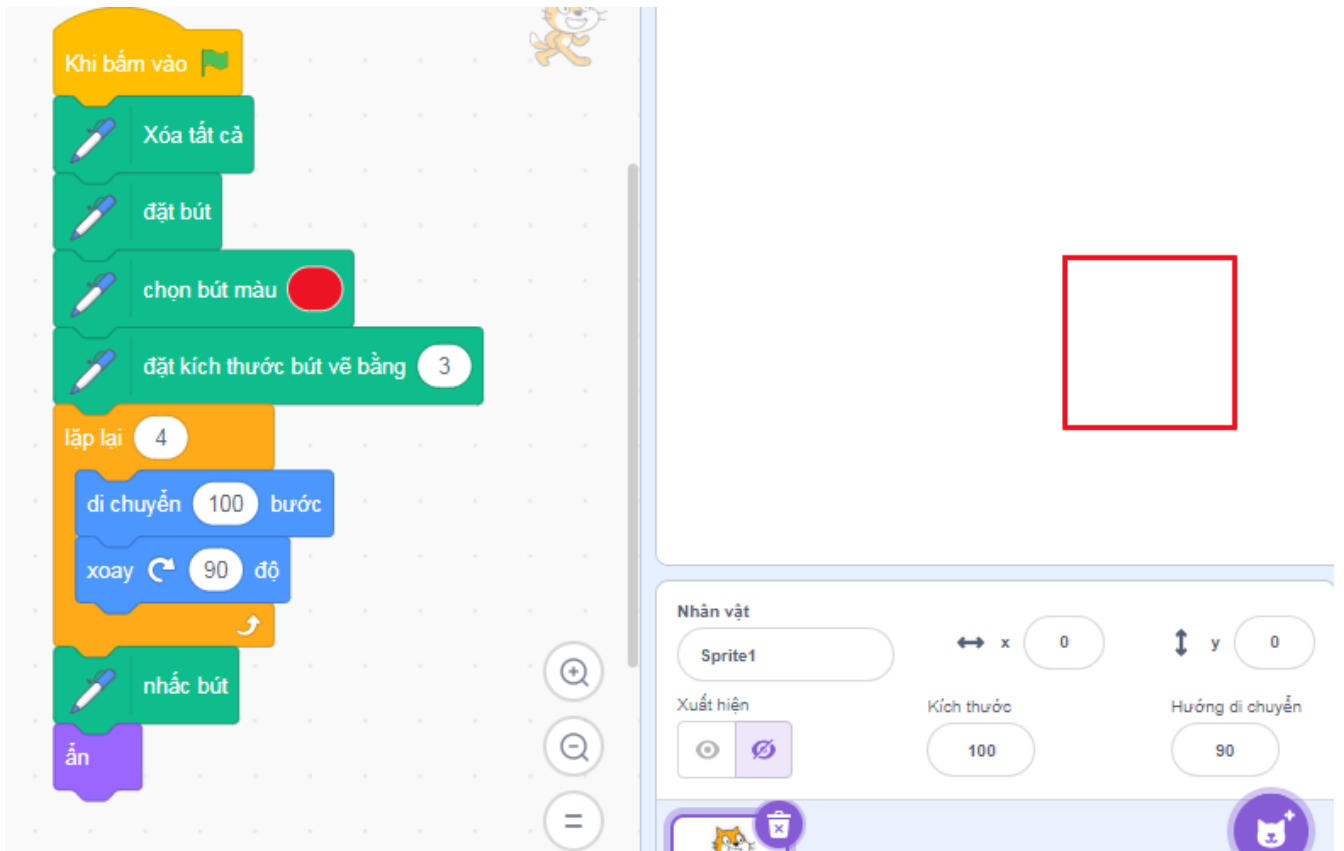 Khi bấm vào
Xóa tất cả
đặt bút
chọn bút màu
đặt kích thước bút vẽ bằng 3
lặp lại 4
di chuyển 100 bước
xoay 90 độ
nhấc bút
ẩn
Nhân vật
Sprite1
x 0
y 0
Xuất hiện
Kích thước
Hướng di chuyển
100
90